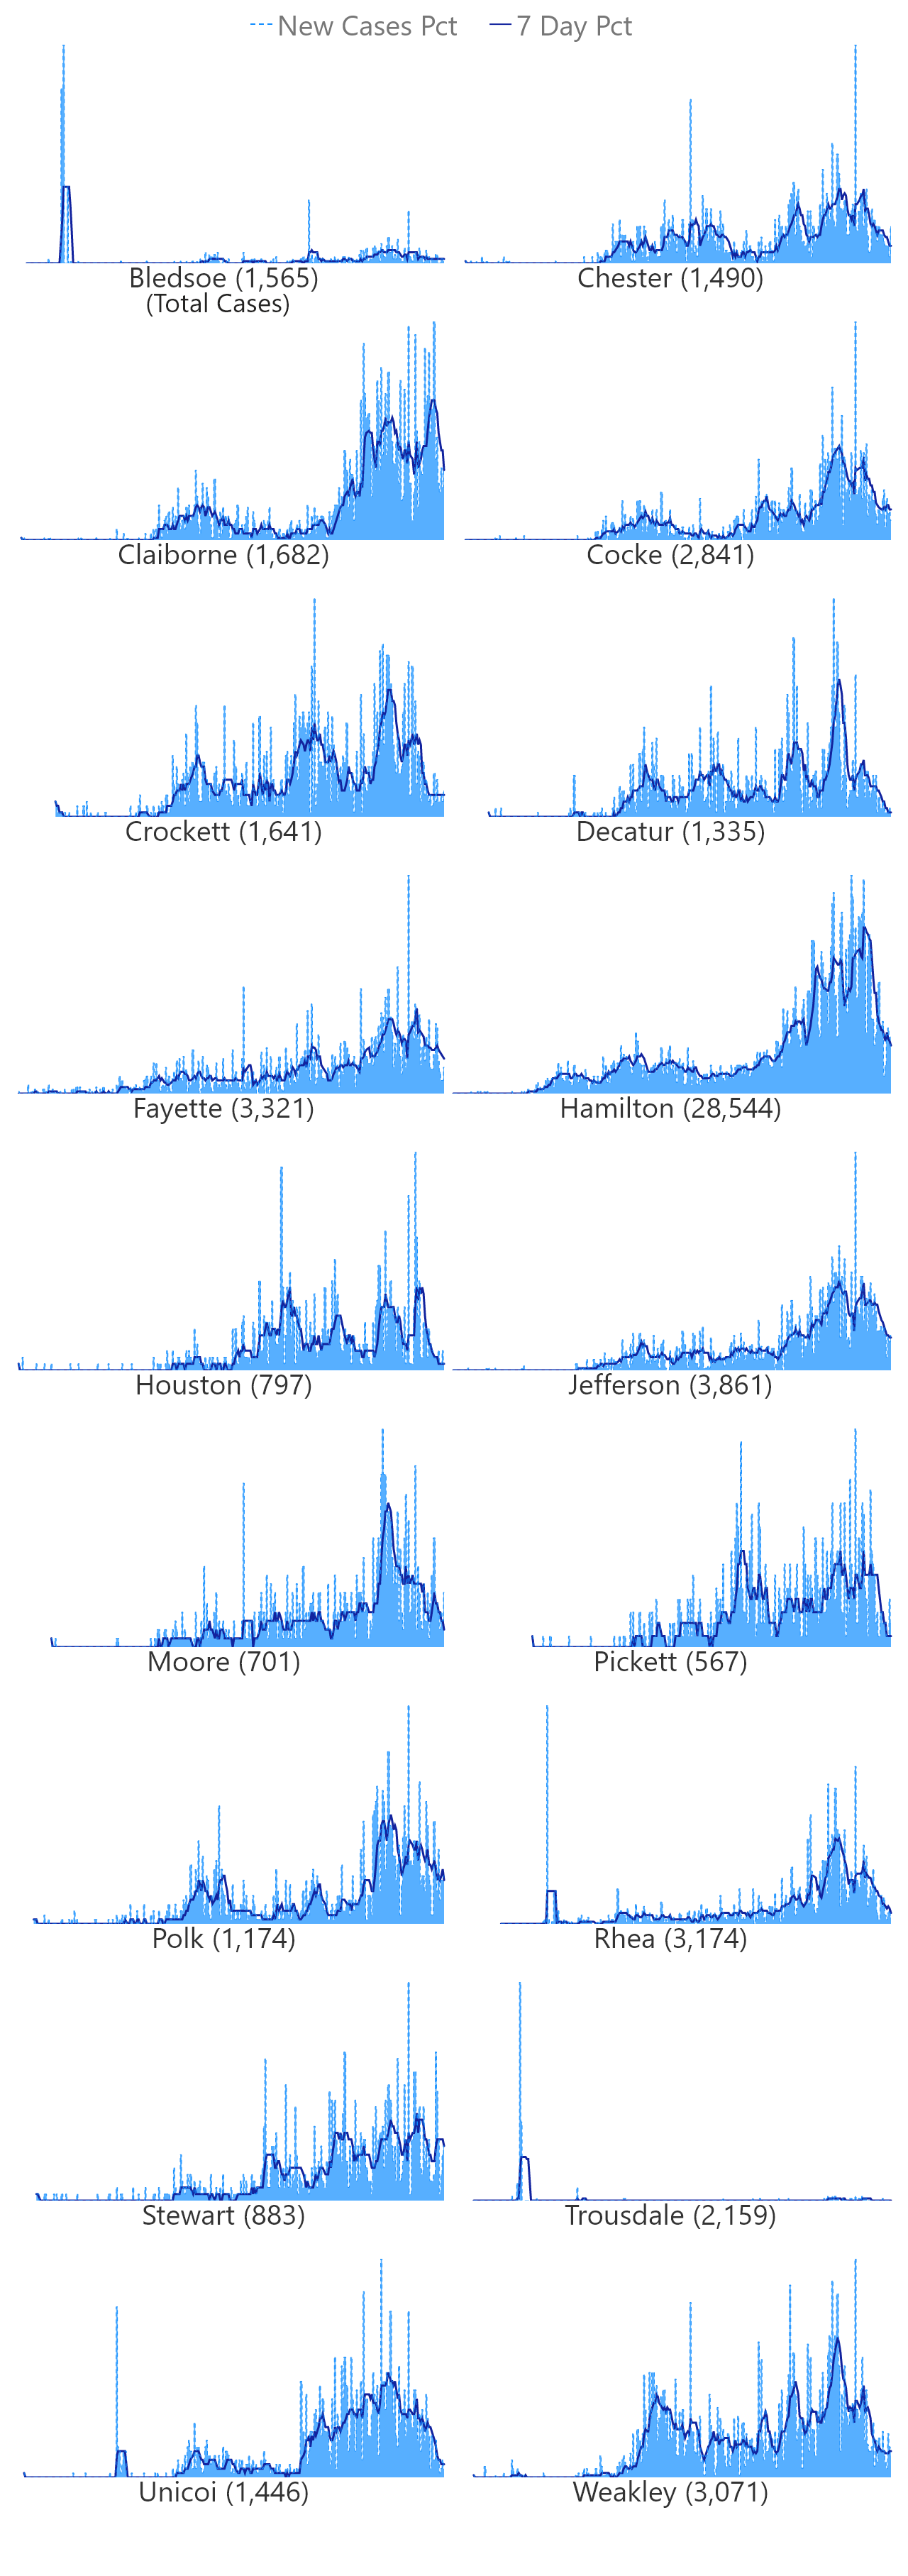 New Cases Pct 7 Day Pct
Bledsoe (1,565) Chester (1,490)
(Total Cases)
Claiborne (1,682) Cocke (2,841)
Crockett (1,641) Decatur (1,335)
Fayette (3,321) Hamilton (28,544)
Houston (797) Jefferson (3,861)
Moore (701) Pickett (567)
Polk (1,174) Rhea (3,174)
Stewart (883) Trousdale (2,159)
Unicoi (1,446) Weakley (3,071)